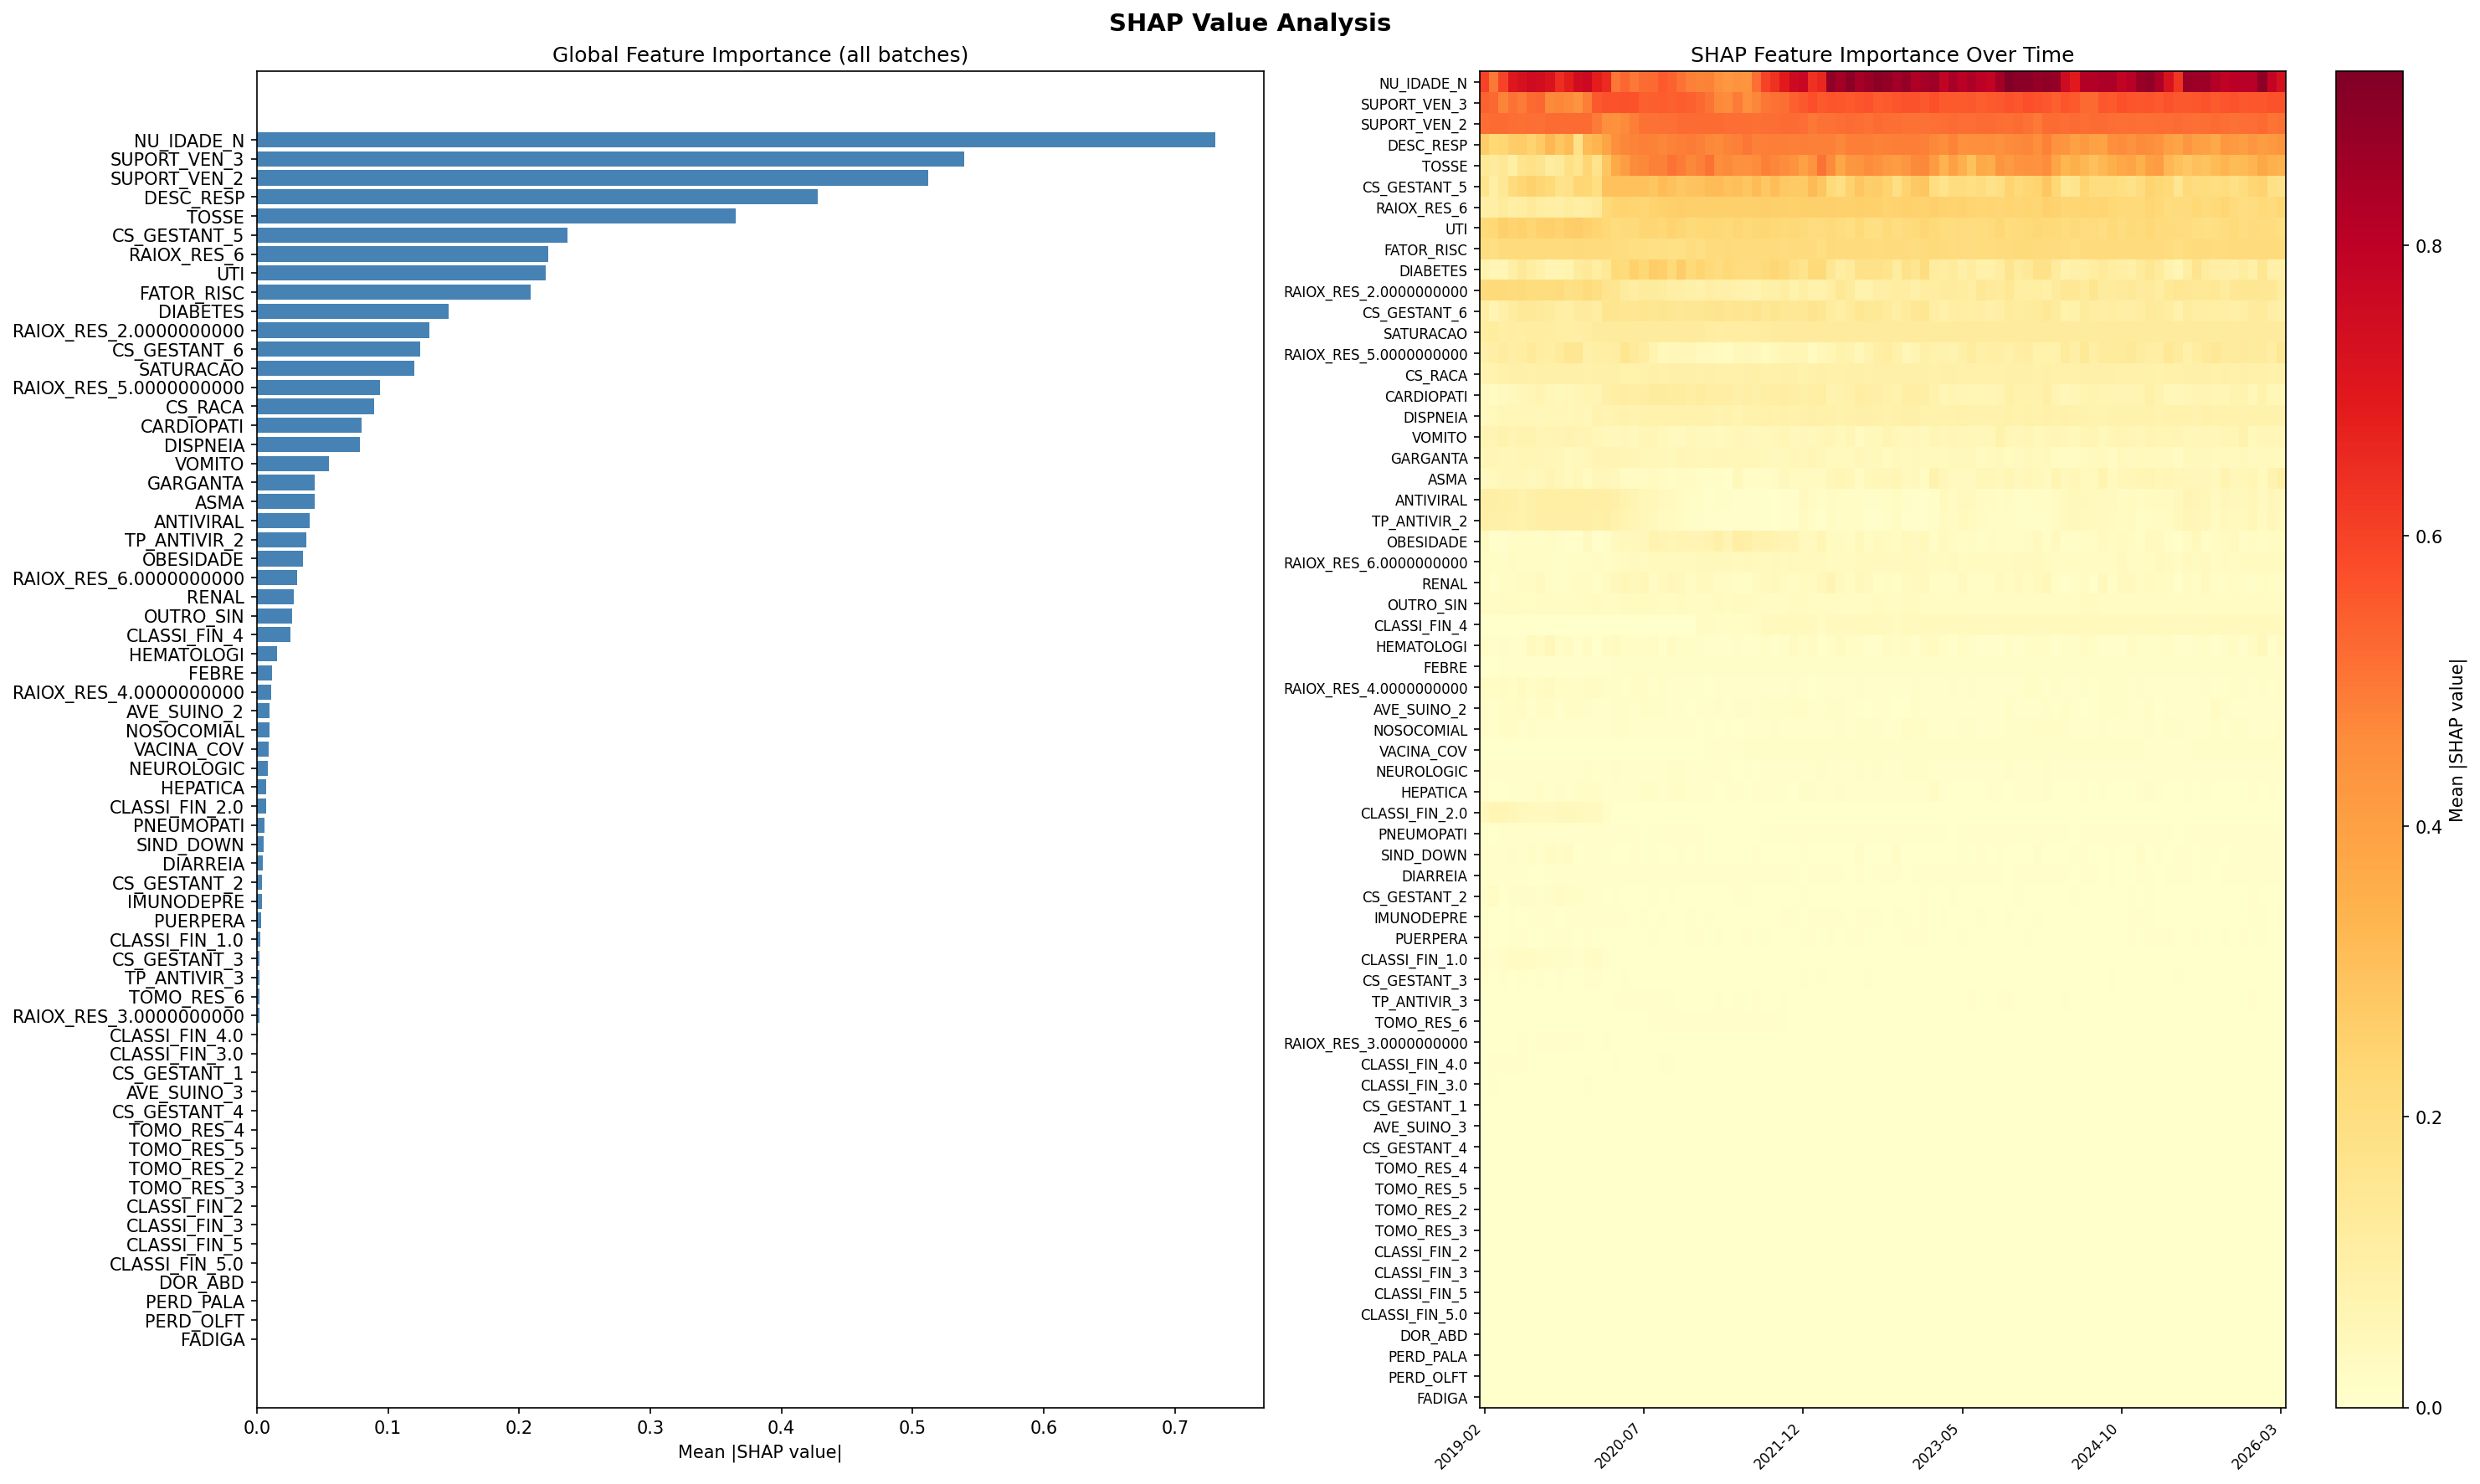 SHAP Value Analysis
Global Feature Importance (all batches)
NU_IDADE_N
SUPORT_VEN_3
SUPORT_VEN_2
DESC_RESP
TOSSE
CS_GESTANT_5
RAIOX_RES_6
UTI
FATOR_RISC
DIABETES
RAIOX_RES_2.0000000000
CS_GESTANT_6
SATURACAO
RAIOX_RES_5.0000000000
CS_RACA
CARDIOPATI
DISPNEIA
VOMITO
GARGANTA
ASMA
ANTIVIRAL
TP_ANTIVIR_2
OBESIDADE
RAIOX_RES_6.0000000000
RENAL
OUTRO_SIN
CLASSI_FIN_4
HEMATOLOGI
FEBRE
RAIOX_RES_4.0000000000
AVE_SUINO_2
NOSOCOMIAL
VACINA_COV
NEUROLOGIC
HEPATICA
CLASSI_FIN_2.0
PNEUMOPATI
SIND_DOWN
DIARREIA
CS_GESTANT_2
IMUNODEPRE
PUERPERA
CLASSI_FIN_1.0
CS_GESTANT_3
TP_ANTIVIR_3
TOMO_RES_6
RAIOX_RES_3.0000000000
CLASSI_FIN_4.0
CLASSI_FIN_3.0
CS_GESTANT_1
AVE_SUINO_3
CS_GESTANT_4
TOMO_RES_4
TOMO_RES_5
TOMO_RES_2
TOMO_RES_3
CLASSI_FIN_2
CLASSI_FIN_3
CLASSI_FIN_5
CLASSI_FIN_5.0
DOR_ABD
PERD_PALA
PERD_OLFT
FADIGA
0.0 0.1 0.2 0.3 0.4 0.5 0.6 0.7
Mean |SHAP value|
SHAP Feature Importance Over Time
NU_IDADE_N
SUPORT_VEN_3
SUPORT_VEN_2
DESC_RESP
TOSSE
CS_GESTANT_5
RAIOX_RES_6
UTI
FATOR_RISC
DIABETES
RAIOX_RES_2.0000000000
CS_GESTANT_6
SATURACAO
RAIOX_RES_5.0000000000
CS_RACA
CARDIOPATI
DISPNEIA
VOMITO
GARGANTA
ASMA
ANTIVIRAL
TP_ANTIVIR_2
OBESIDADE
RAIOX_RES_6.0000000000
RENAL
OUTRO_SIN
CLASSI_FIN_4
HEMATOLOGI
FEBRE
RAIOX_RES_4.0000000000
AVE_SUINO_2
NOSOCOMIAL
VACINA_COV
NEUROLOGIC
HEPATICA
CLASSI_FIN_2.0
PNEUMOPATI
SIND_DOWN
DIARREIA
CS_GESTANT_2
IMUNODEPRE
PUERPERA
CLASSI_FIN_1.0
CS_GESTANT_3
TP_ANTIVIR_3
TOMO_RES_6
RAIOX_RES_3.0000000000
CLASSI_FIN_4.0
CLASSI_FIN_3.0
CS_GESTANT_1
AVE_SUINO_3
CS_GESTANT_4
TOMO_RES_4
TOMO_RES_5
TOMO_RES_2
TOMO_RES_3
CLASSI_FIN_2
CLASSI_FIN_3
CLASSI_FIN_5
CLASSI_FIN_5.0
DOR_ABD
PERD_PALA
PERD_OLFT
FADIGA
2019-02 2020-07 2021-12 2023-05 2024-10 2026-03
0.8
0.6
0.4
0.2
0.0
Mean |SHAP value|